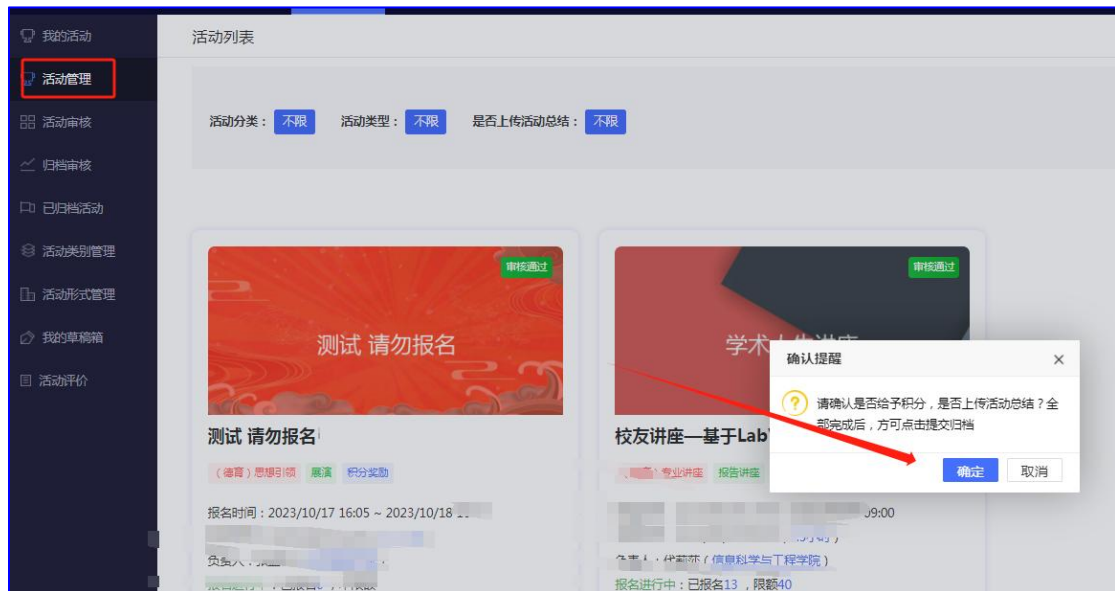 我的活动
活动管理
活动审核
归档审核
已归档活动
活动类别管理
活动形式管理
我的草稿箱
活动评价
活动列表
活动分类： 不限 活动类型： 不限 是否上传活动总结： 不限
审核通过
测试 请勿报名
测试 请勿报名
（德育）思想引领 展演 积分奖励
报名时间：2023/10/17 16:05 ~ 2023/10/18
审核通过
校友讲座—基于Lab
专业讲座 报告讲座
09:00
（信息科学与工程学院）
报名进行中：已报名13 ，限额40
确认提醒
请确认是否给予积分，是否上传活动总结？全
部完成后，方可点击提交归档
确定 取消